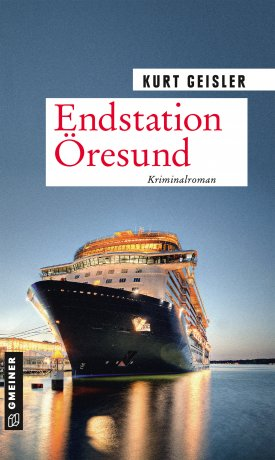 KURT GEISLER
Endstation
Öresund
Kriminalroman
GMEINER